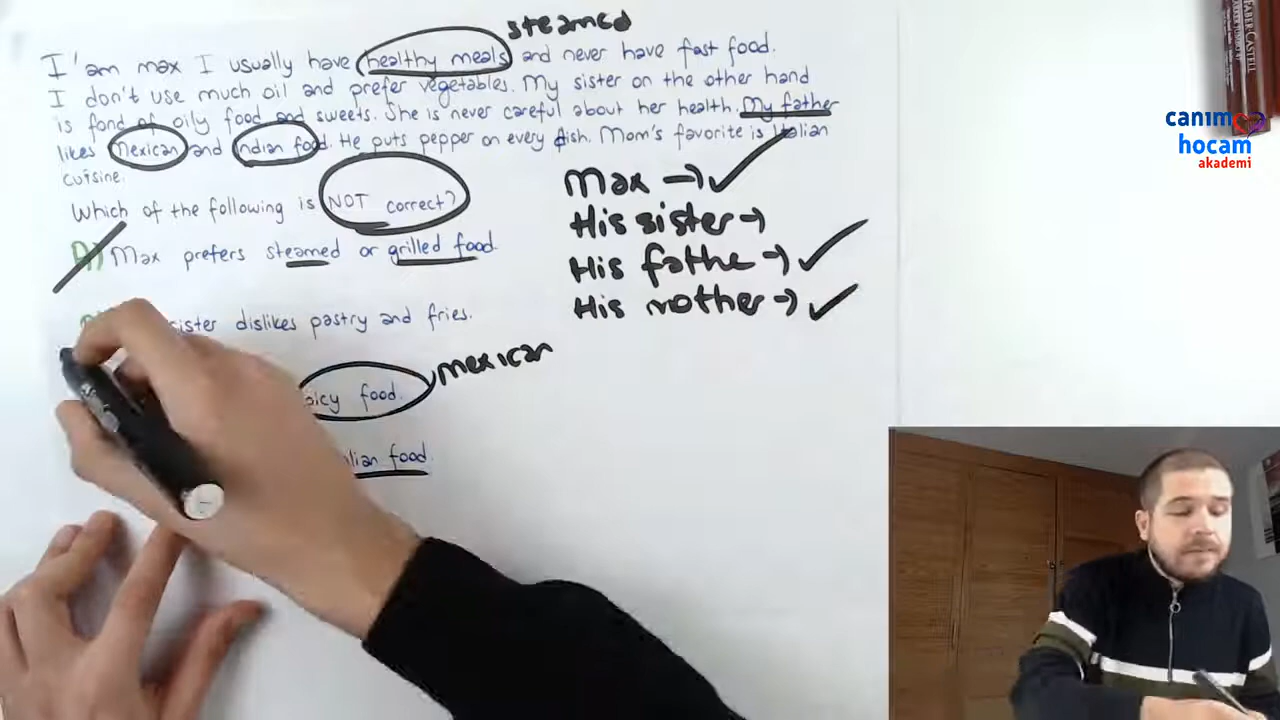 I'am max I usually have healthy meals and never have fast food.
steamed
I don't use much oil and prefer vegetables. My sister on the other hand
is fond of oily food and sweets. She is never careful about her health. My father
likes Mexican and Indian food. He puts pepper on every dish. Mom's favorite is Italian
cuisine.
Which of the following is NOT correct?
A) Max prefers steamed or grilled food.
sister dislikes pastry and fries.
food.
mexican
food.
Max →
His sister →
His fathe →
His mother →
canım
hocam
akademi
FABER-CASTELL